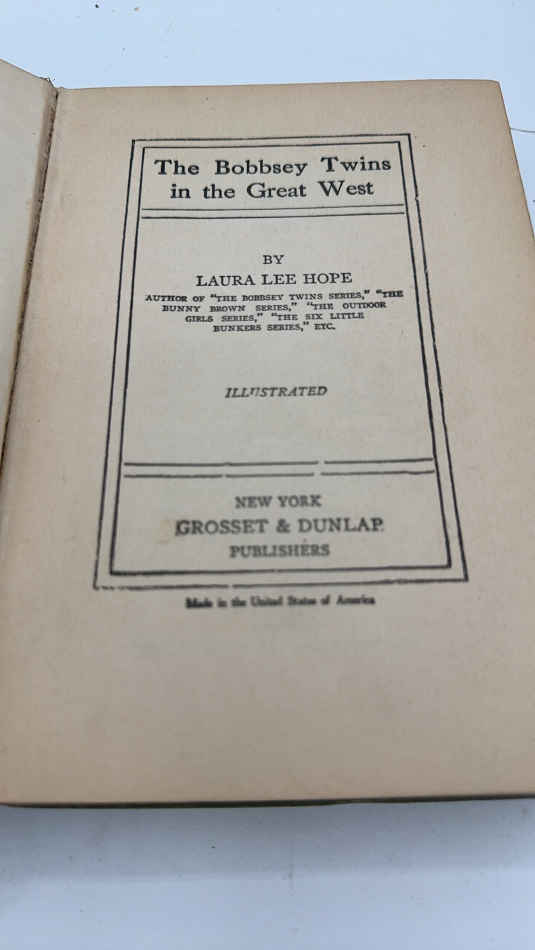 The Bobbsey Twins
in the Great West
BY
LAURA LEE HOPE
AUTHOR OF "THE BOBBSEY TWINS SERIES," "THE
BUNNY BROWN SERIES," "THE OUTDOOR
GIRLS SERIES," "THE SIX LITTLE
BUNKERS SERIES," ETC.
ILLUSTRATED
NEW YORK
GROSSET & DUNLAP
PUBLISHERS
Made in the United States of America